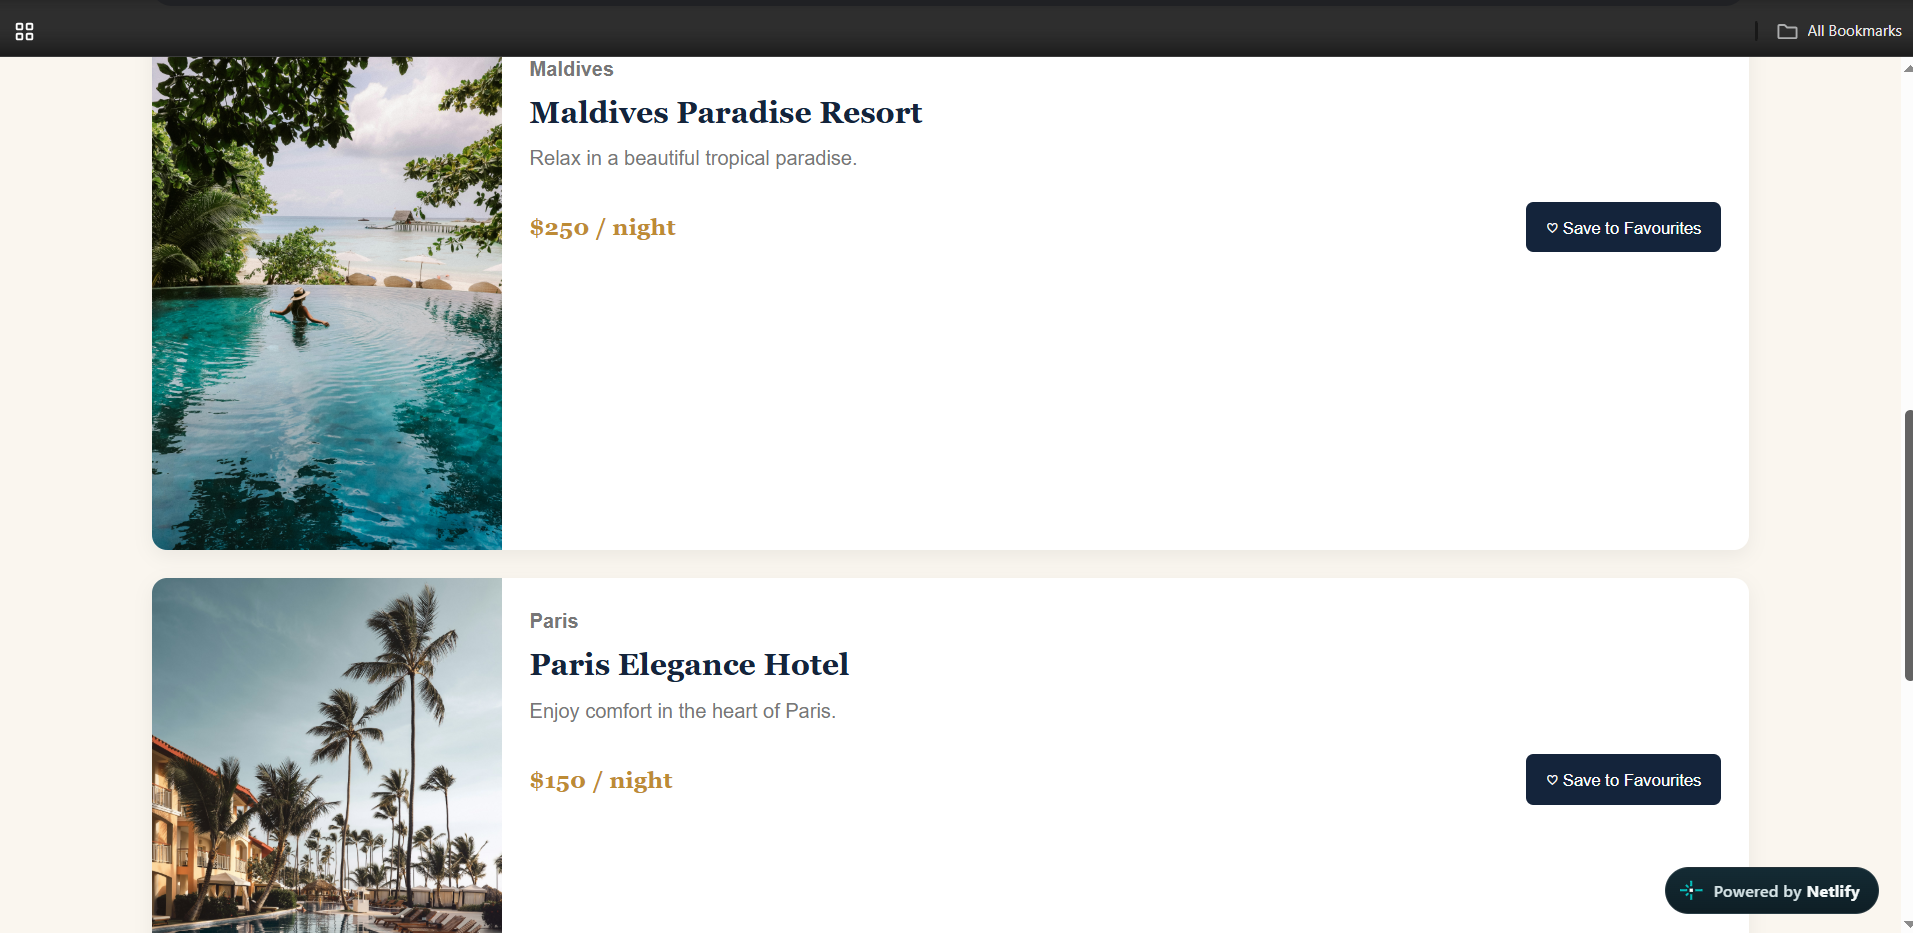 All Bookmarks
Maldives
Maldives Paradise Resort
Relax in a beautiful tropical paradise.
$250 / night
♡ Save to Favourites
Paris
Paris Elegance Hotel
Enjoy comfort in the heart of Paris.
$150 / night
♡ Save to Favourites
Powered by Netlify